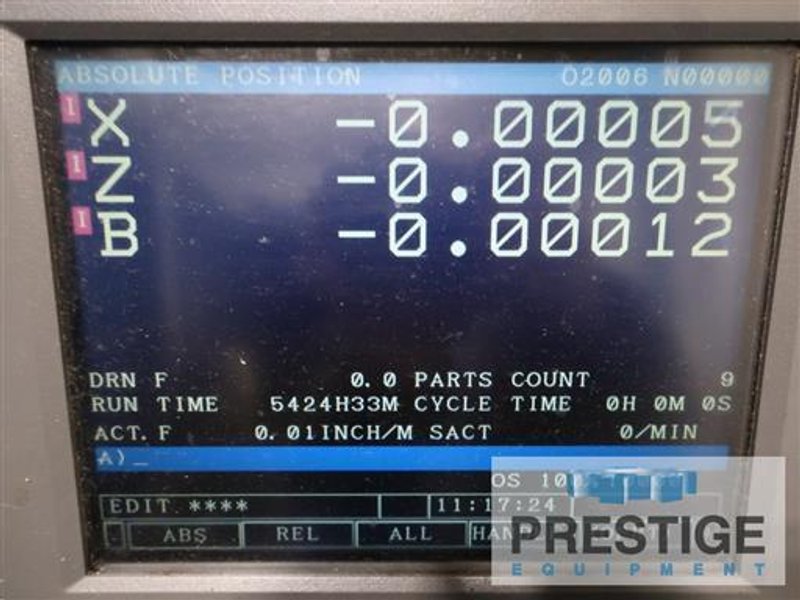 ABSOLUTE POSITION O2006 N00000
I X -0.00005
I Z -0.00003
I B -0.00012
DRN F 0.0 PARTS COUNT 9
RUN TIME 5424H33M CYCLE TIME 0H 0M 0S
ACT.F 0.01INCH/M SACT 0/MIN
A)_
OS
EDIT **** 11:17:24
ABS REL ALL
PRESTIGE
EQUIPMENT